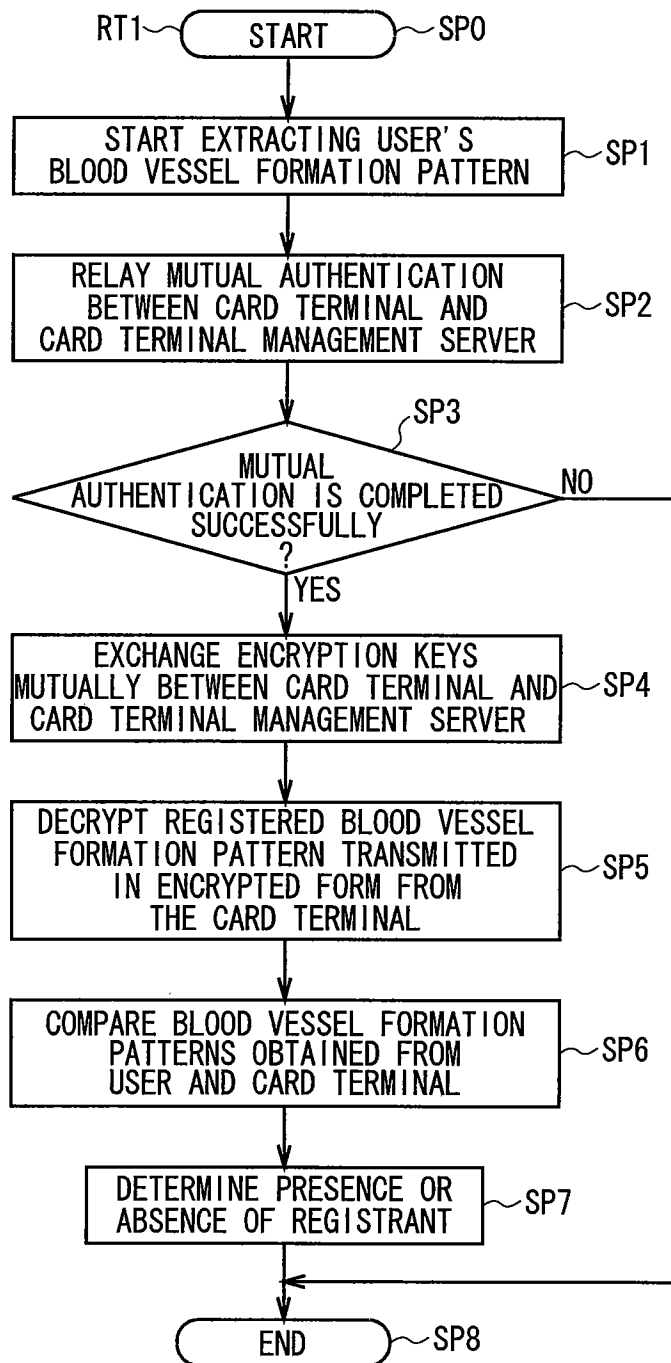 RT1 START SP0
START EXTRACTING USER'S
BLOOD VESSEL FORMATION PATTERN
SP1
RELAY MUTUAL AUTHENTICATION
BETWEEN CARD TERMINAL AND
CARD TERMINAL MANAGEMENT SERVER
SP2
SP3
MUTUAL
AUTHENTICATION IS COMPLETED
SUCCESSFULLY
?
NO
YES
EXCHANGE ENCRYPTION KEYS
MUTUALLY BETWEEN CARD TERMINAL AND
CARD TERMINAL MANAGEMENT SERVER
SP4
DECRYPT REGISTERED BLOOD VESSEL
FORMATION PATTERN TRANSMITTED
IN ENCRYPTED FORM FROM
THE CARD TERMINAL
SP5
COMPARE BLOOD VESSEL FORMATION
PATTERNS OBTAINED FROM
USER AND CARD TERMINAL
SP6
DETERMINE PRESENCE OR
ABSENCE OF REGISTRANT
SP7
END SP8